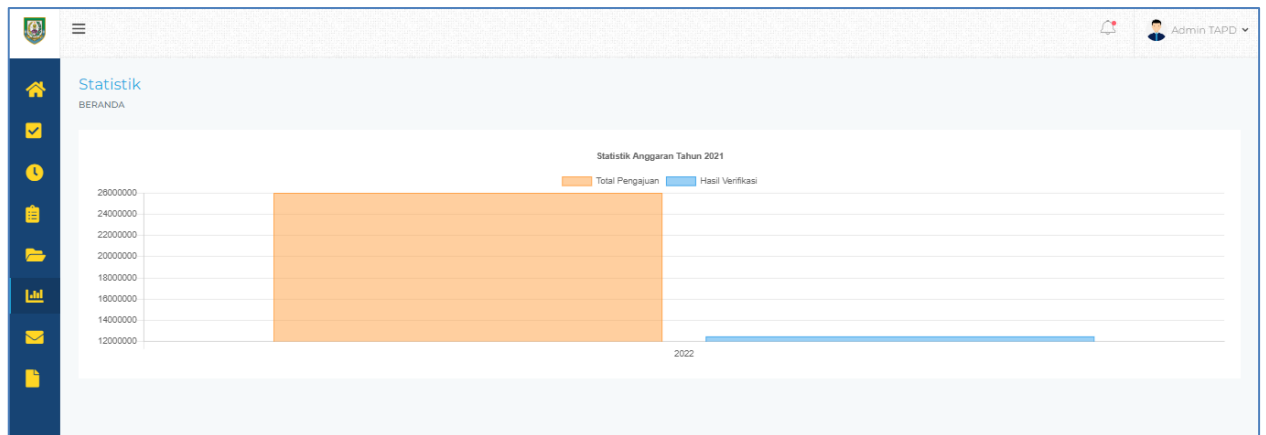 Admin TAPD
Statistik
BERANDA
Statistik Anggaran Tahun 2021
Total Pengajuan Hasil Verifikasi
26000000
24000000
22000000
20000000
18000000
16000000
14000000
12000000
2022